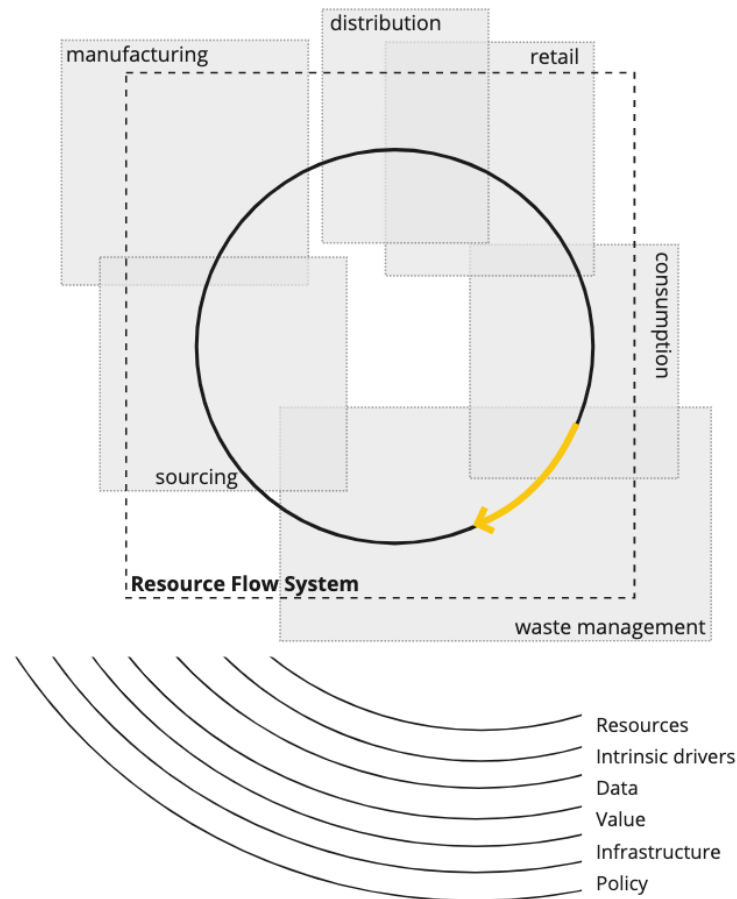 distribution
manufacturing
retail
consumption
sourcing
Resource Flow System
waste management
Resources
Intrinsic drivers
Data
Value
Infrastructure
Policy